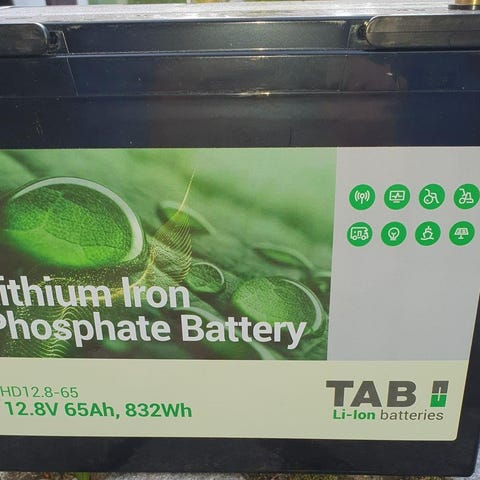 ithium Iron
Phosphate Battery
HD12.8-65
12.8V 65Ah, 832Wh
TAB
Li-Ion batteries